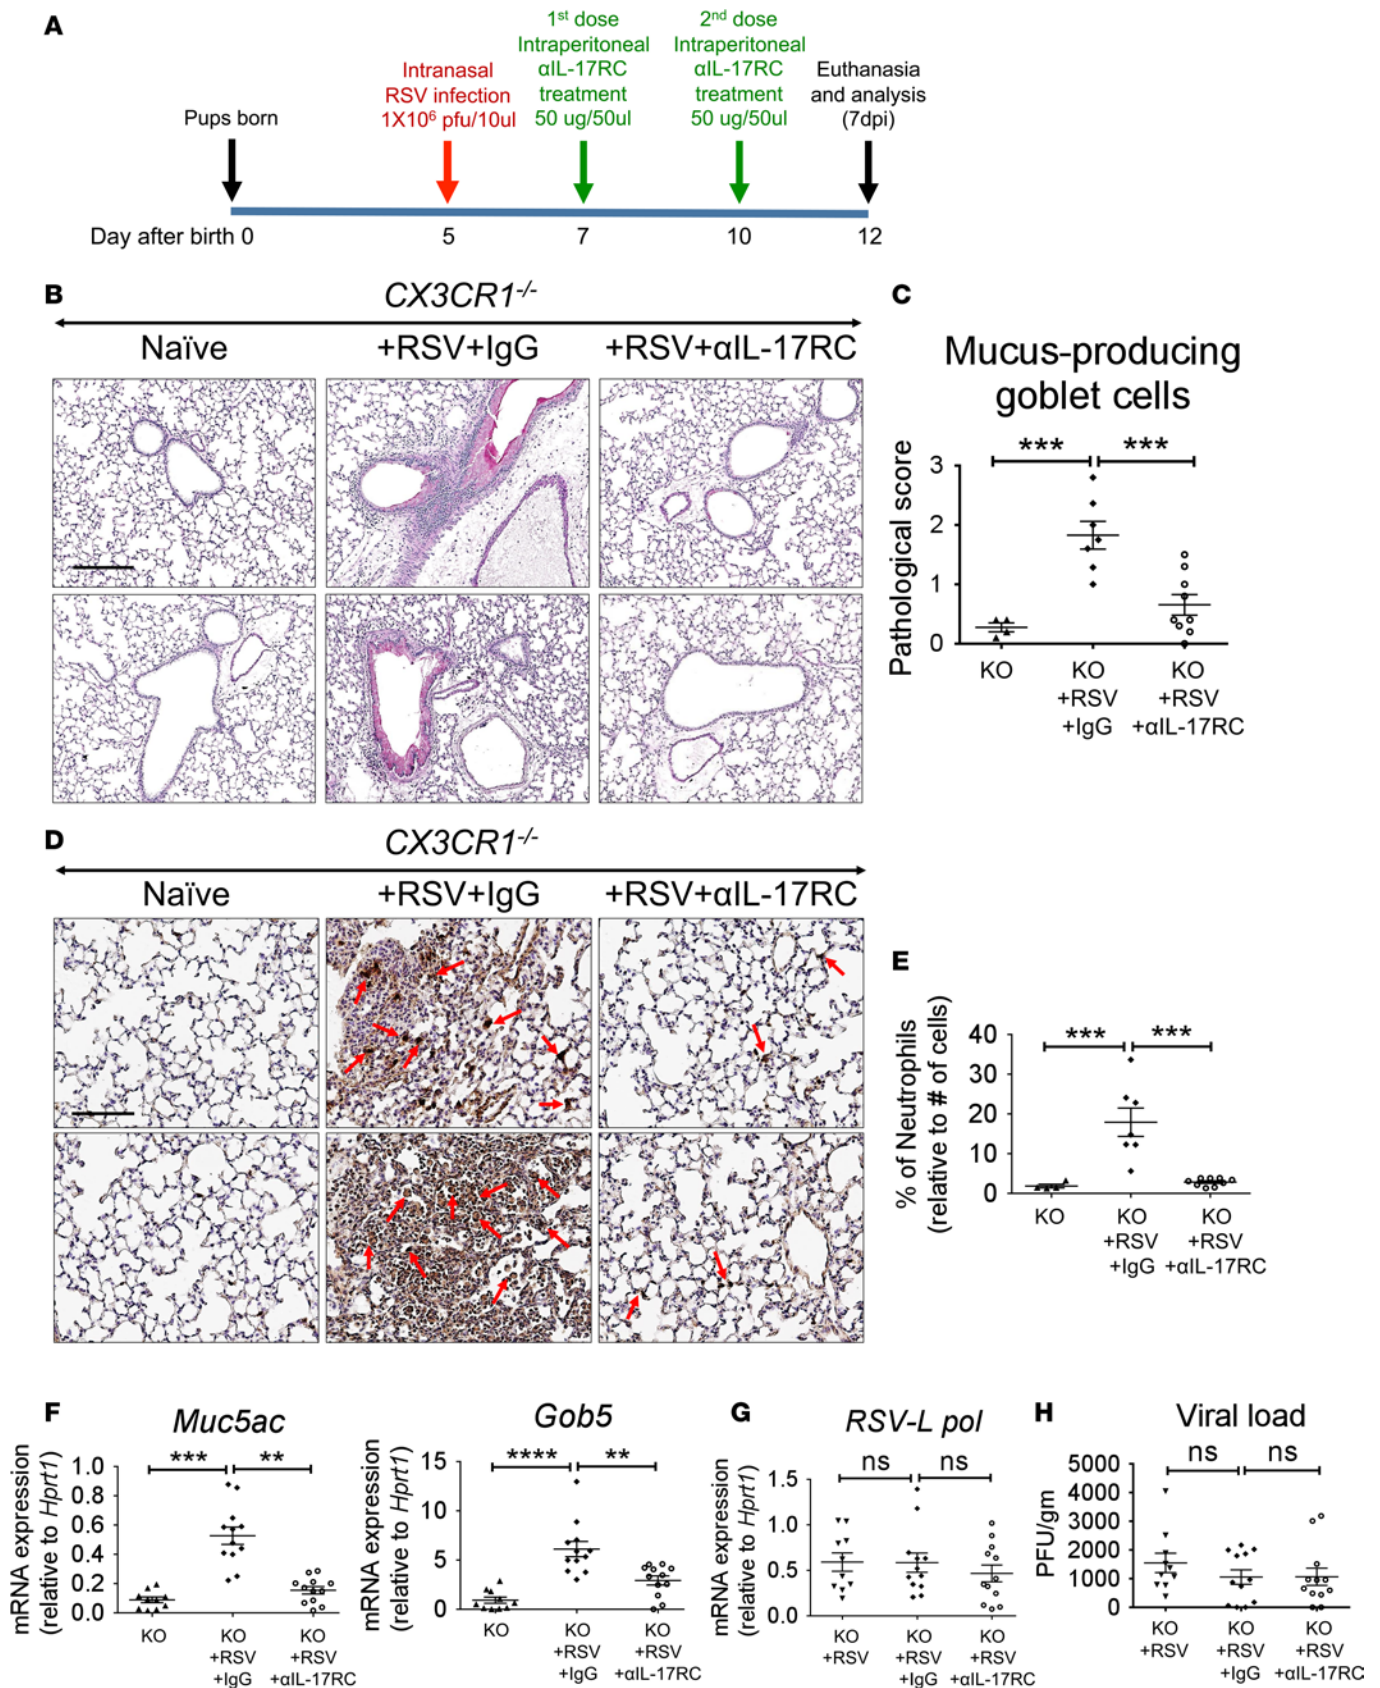 A
Pups born
Intranasal
RSV infection
1X10⁶ pfu/10ul
1st dose
Intraperitoneal
αIL-17RC
treatment
50 ug/50ul
2nd dose
Intraperitoneal
αIL-17RC
treatment
50 ug/50ul
Euthanasia
and analysis
(7dpi)
Day after birth 0 5 7 10 12
B
CX3CR1-/-
Naïve +RSV+IgG +RSV+αIL-17RC
C
Mucus-producing
goblet cells
*** ***
Pathological score
3
2
1
0
KO
KO
+RSV
+IgG
KO
+RSV
+αIL-17RC
D
CX3CR1-/-
Naïve +RSV+IgG +RSV+αIL-17RC
E
*** ***
% of Neutrophils
(relative to # of cells)
40
30
20
10
0
KO
KO
+RSV
+IgG
KO
+RSV
+αIL-17RC
F
Muc5ac
*** **
mRNA expression
(relative to Hprt1)
1.0
0.8
0.6
0.4
0.2
0.0
KO
KO
+RSV
+IgG
KO
+RSV
+αIL-17RC
Gob5
**** **
mRNA expression
(relative to Hprt1)
15
10
5
0
KO
KO
+RSV
+IgG
KO
+RSV
+αIL-17RC
G
RSV-L pol
ns ns
mRNA expression
(relative to Hprt1)
1.5
1.0
0.5
0.0
KO
+RSV
KO
+RSV
+IgG
KO
+RSV
+αIL-17RC
H
Viral load
ns ns
PFU/gm
5000
4000
3000
2000
1000
0
KO
+RSV
KO
+RSV
+IgG
KO
+RSV
+αIL-17RC